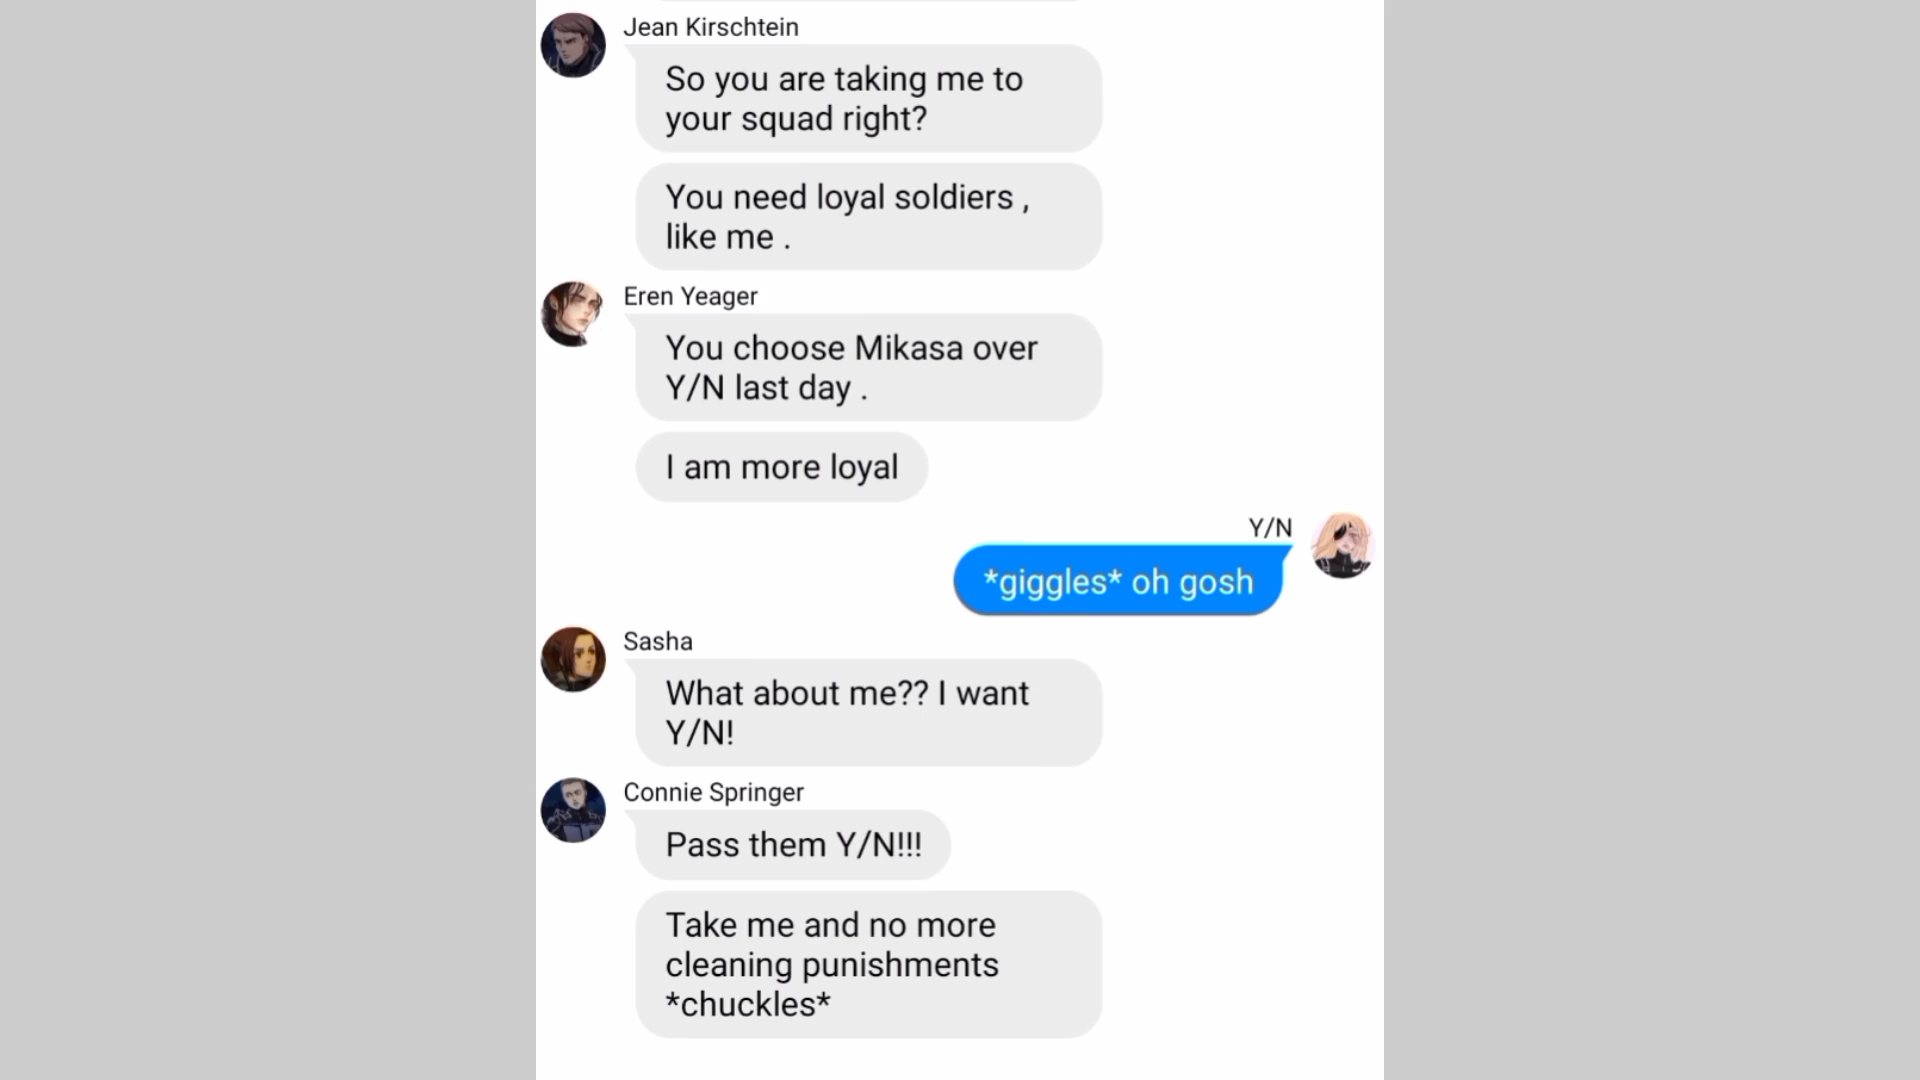 Jean Kirschtein
So you are taking me to
your squad right?
You need loyal soldiers ,
like me .
Eren Yeager
You choose Mikasa over
Y/N last day .
I am more loyal
Y/N
*giggles* oh gosh
Sasha
What about me?? I want
Y/N!
Connie Springer
Pass them Y/N!!!
Take me and no more
cleaning punishments
*chuckles*